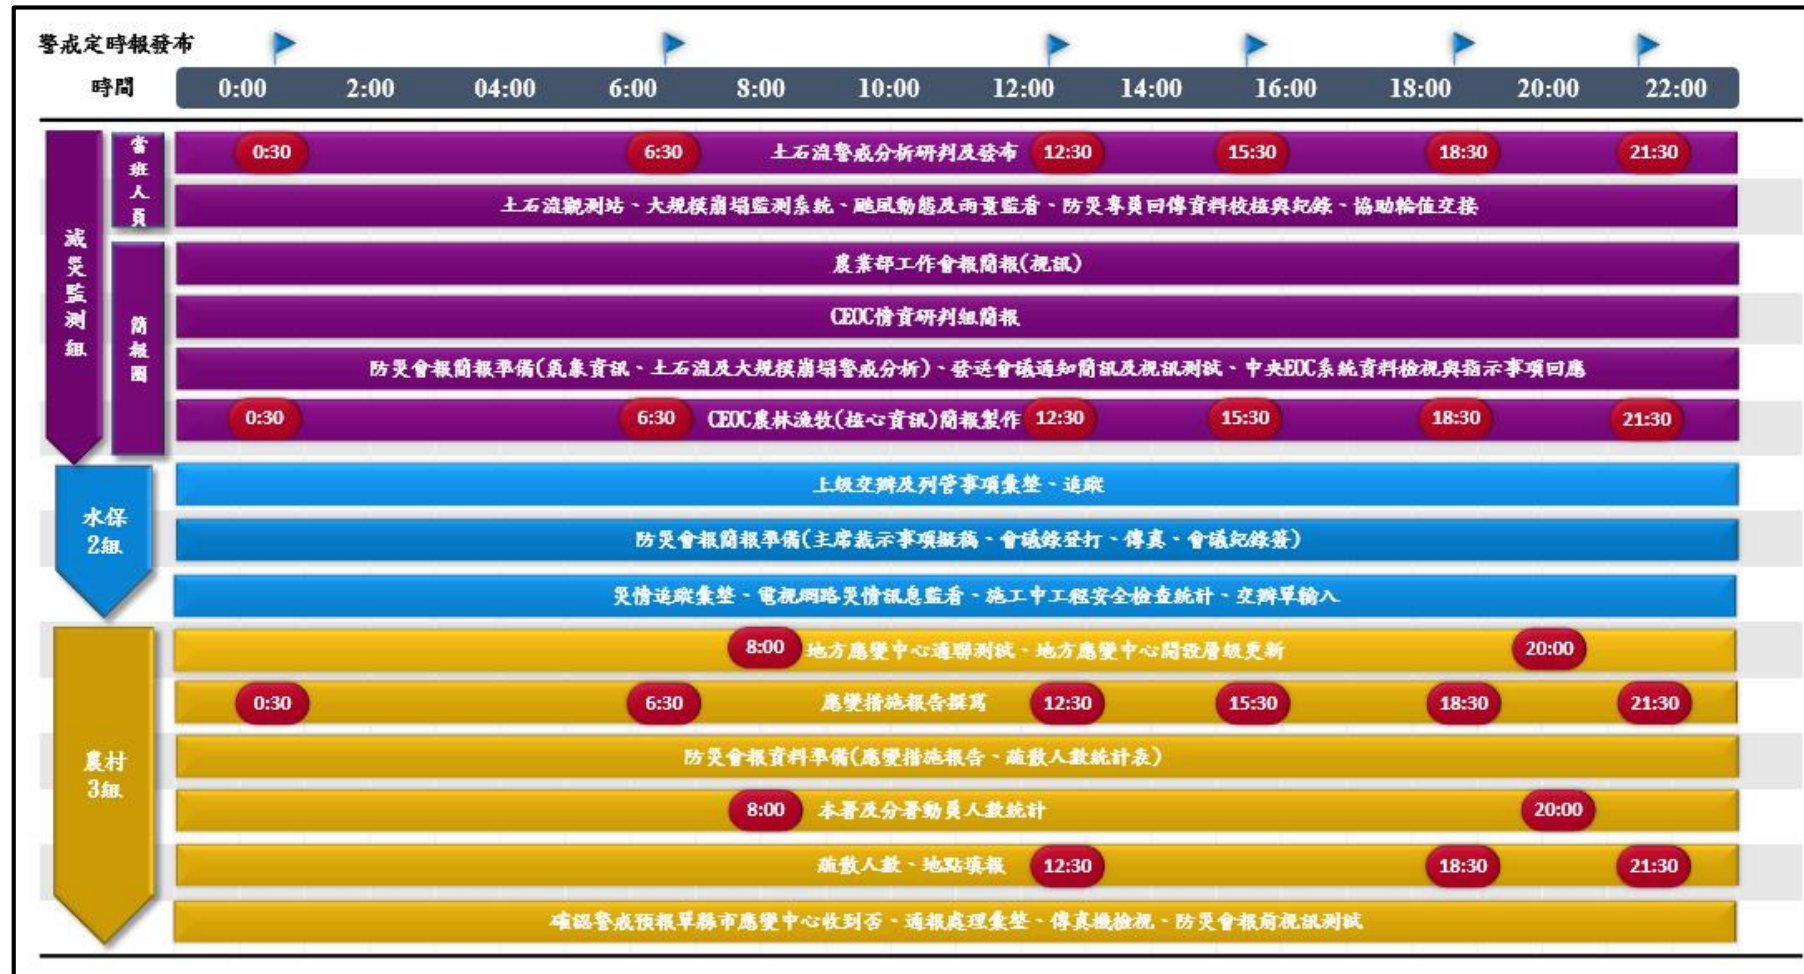 警戒定時報發布
時間
0:00 2:00 04:00 6:00 8:00 10:00 12:00 14:00 16:00 18:00 20:00 22:00
減災監測組
當班人員
0:30 6:30 土石流警戒分析研判及發布 12:30 15:30 18:30 21:30
土石流觀測站、大規模崩塌監測系統、颱風動態及雨量監看、防災專員回傳資料校核與紀錄、協助輪值交接
簡報圈
農業部工作會報簡報(視訊)
CEOC情資研判組簡報
防災會報簡報準備(氣象資訊、土石流及大規模崩塌警戒分析)、發送會議通知簡訊及視訊測試、中央EOC系統資料檢視與指示事項回應
0:30 6:30 CEOC農林漁牧(核心資訊)簡報製作 12:30 15:30 18:30 21:30
水保
2組
上級交辦及列管事項彙整、追蹤
防災會報簡報準備(主席裁示事項擬稿、會議錄登打、傳真、會議紀錄簽)
災情追蹤彙整、電視網路災情訊息監看、施工中工程安全檢查統計、交辦單輸入
農村
3組
8:00 地方應變中心通聯測試、地方應變中心開設層級更新 20:00
0:30 6:30 應變措施報告撰寫 12:30 15:30 18:30 21:30
防災會報資料準備(應變措施報告、疏散人數統計表)
8:00 本署及分署動員人數統計 20:00
疏散人數、地點填報 12:30 18:30 21:30
確認警戒預報單縣市應變中心收到否、通報處理彙整、傳真機檢視、防災會報前視訊測試